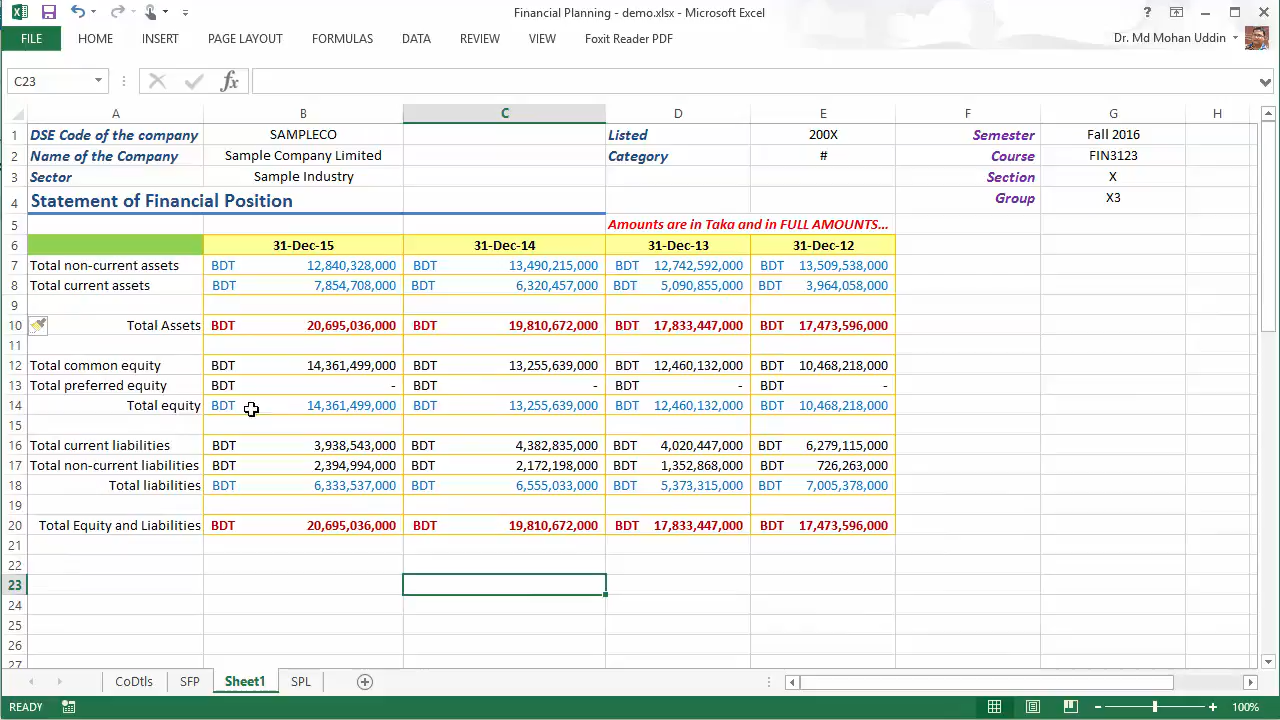 Financial Planning - demo.xlsx - Microsoft Excel
?
FILE HOME INSERT PAGE LAYOUT FORMULAS DATA REVIEW VIEW Foxit Reader PDF Dr. Md Mohan Uddin
C23 fx
A B C D E F G H
1 DSE Code of the company SAMPLECO Listed 200X Semester Fall 2016
2 Name of the Company Sample Company Limited Category # Course FIN3123
3 Sector Sample Industry Section X
4 Statement of Financial Position Group X3
5 Amounts are in Taka and in FULL AMOUNTS...
6 31-Dec-15 31-Dec-14 31-Dec-13 31-Dec-12
7 Total non-current assets BDT 12,840,328,000 BDT 13,490,215,000 BDT 12,742,592,000 BDT 13,509,538,000
8 Total current assets BDT 7,854,708,000 BDT 6,320,457,000 BDT 5,090,855,000 BDT 3,964,058,000
9
10 Total Assets BDT 20,695,036,000 BDT 19,810,672,000 BDT 17,833,447,000 BDT 17,473,596,000
11
12 Total common equity BDT 14,361,499,000 BDT 13,255,639,000 BDT 12,460,132,000 BDT 10,468,218,000
13 Total preferred equity BDT - BDT - BDT - BDT -
14 Total equity BDT 14,361,499,000 BDT 13,255,639,000 BDT 12,460,132,000 BDT 10,468,218,000
15
16 Total current liabilities BDT 3,938,543,000 BDT 4,382,835,000 BDT 4,020,447,000 BDT 6,279,115,000
17 Total non-current liabilities BDT 2,394,994,000 BDT 2,172,198,000 BDT 1,352,868,000 BDT 726,263,000
18 Total liabilities BDT 6,333,537,000 BDT 6,555,033,000 BDT 5,373,315,000 BDT 7,005,378,000
19
20 Total Equity and Liabilities BDT 20,695,036,000 BDT 19,810,672,000 BDT 17,833,447,000 BDT 17,473,596,000
21
22
23
24
25
26
27
CoDtls SFP Sheet1 SPL
READY 100%